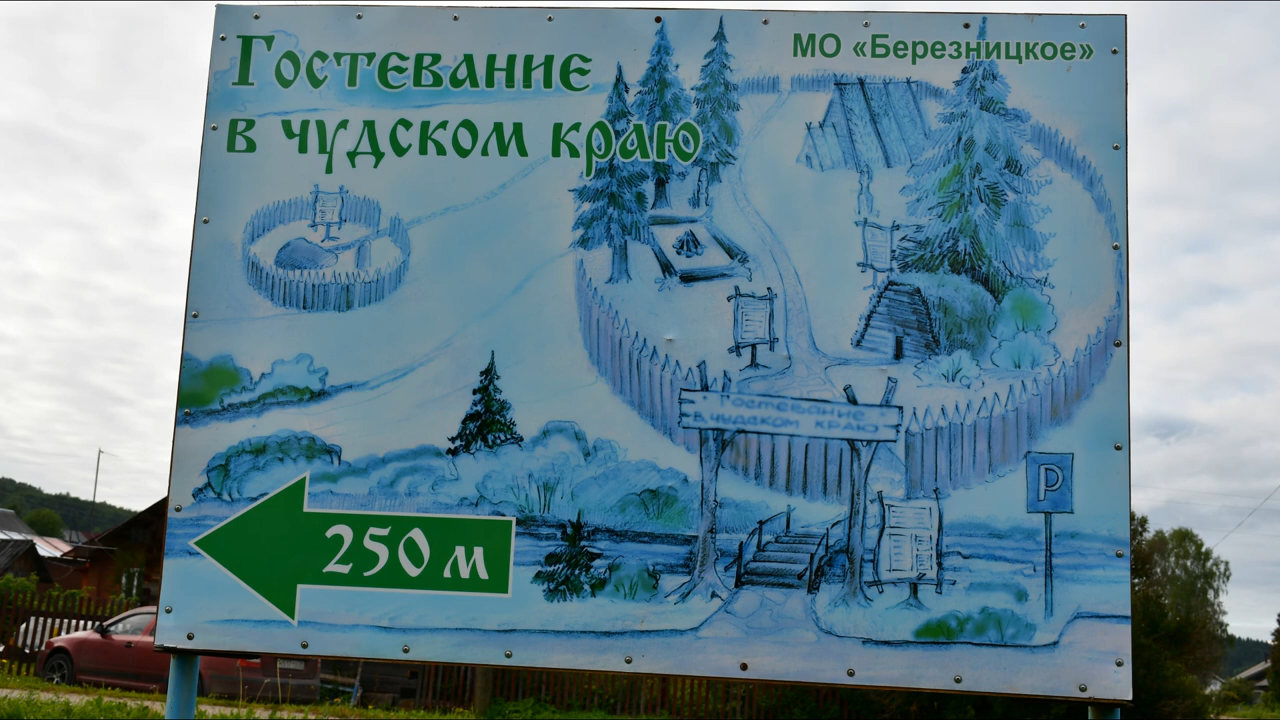 Гостевание
в чудском краю
МО «Березницкое»
Гостевание
в чудском краю
P
250 м